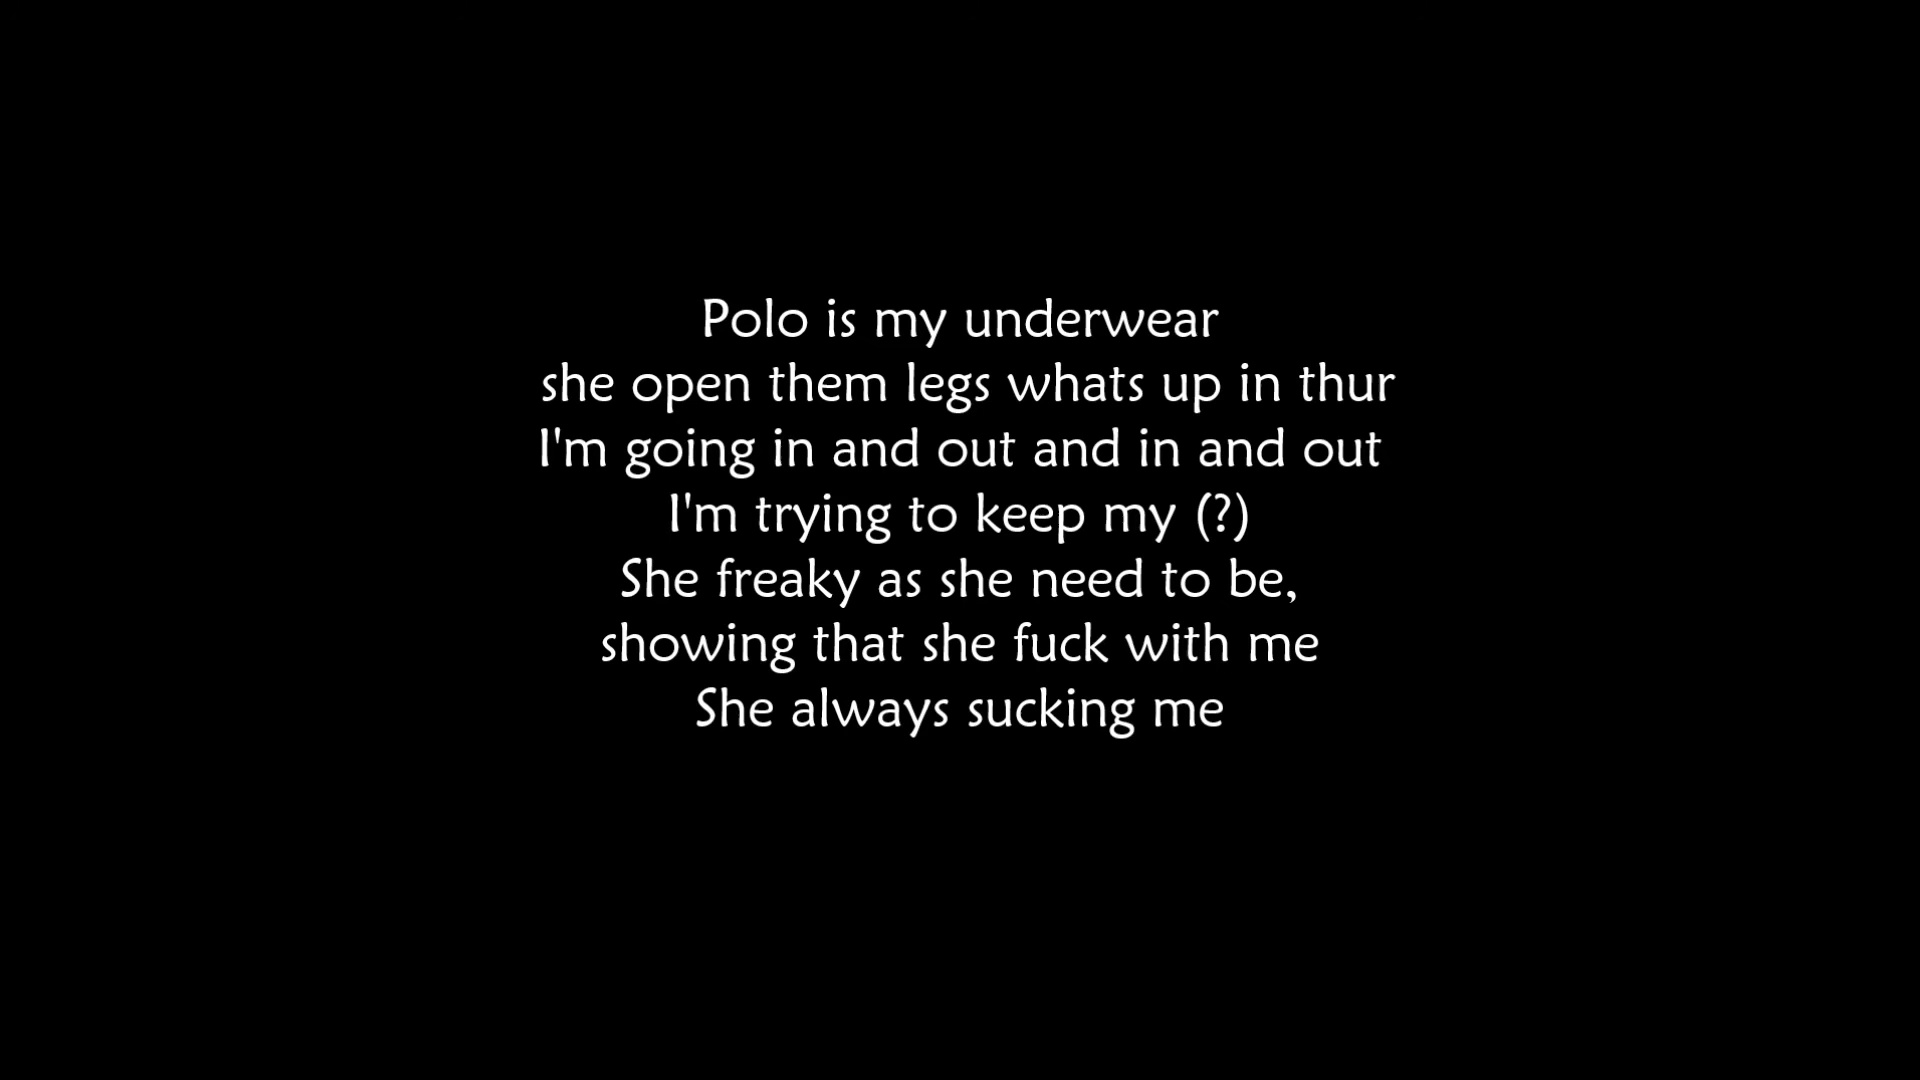 Polo is my underwear
she open them legs whats up in thur
I'm going in and out and in and out
I'm trying to keep my (?)
She freaky as she need to be,
showing that she fuck with me
She always sucking me